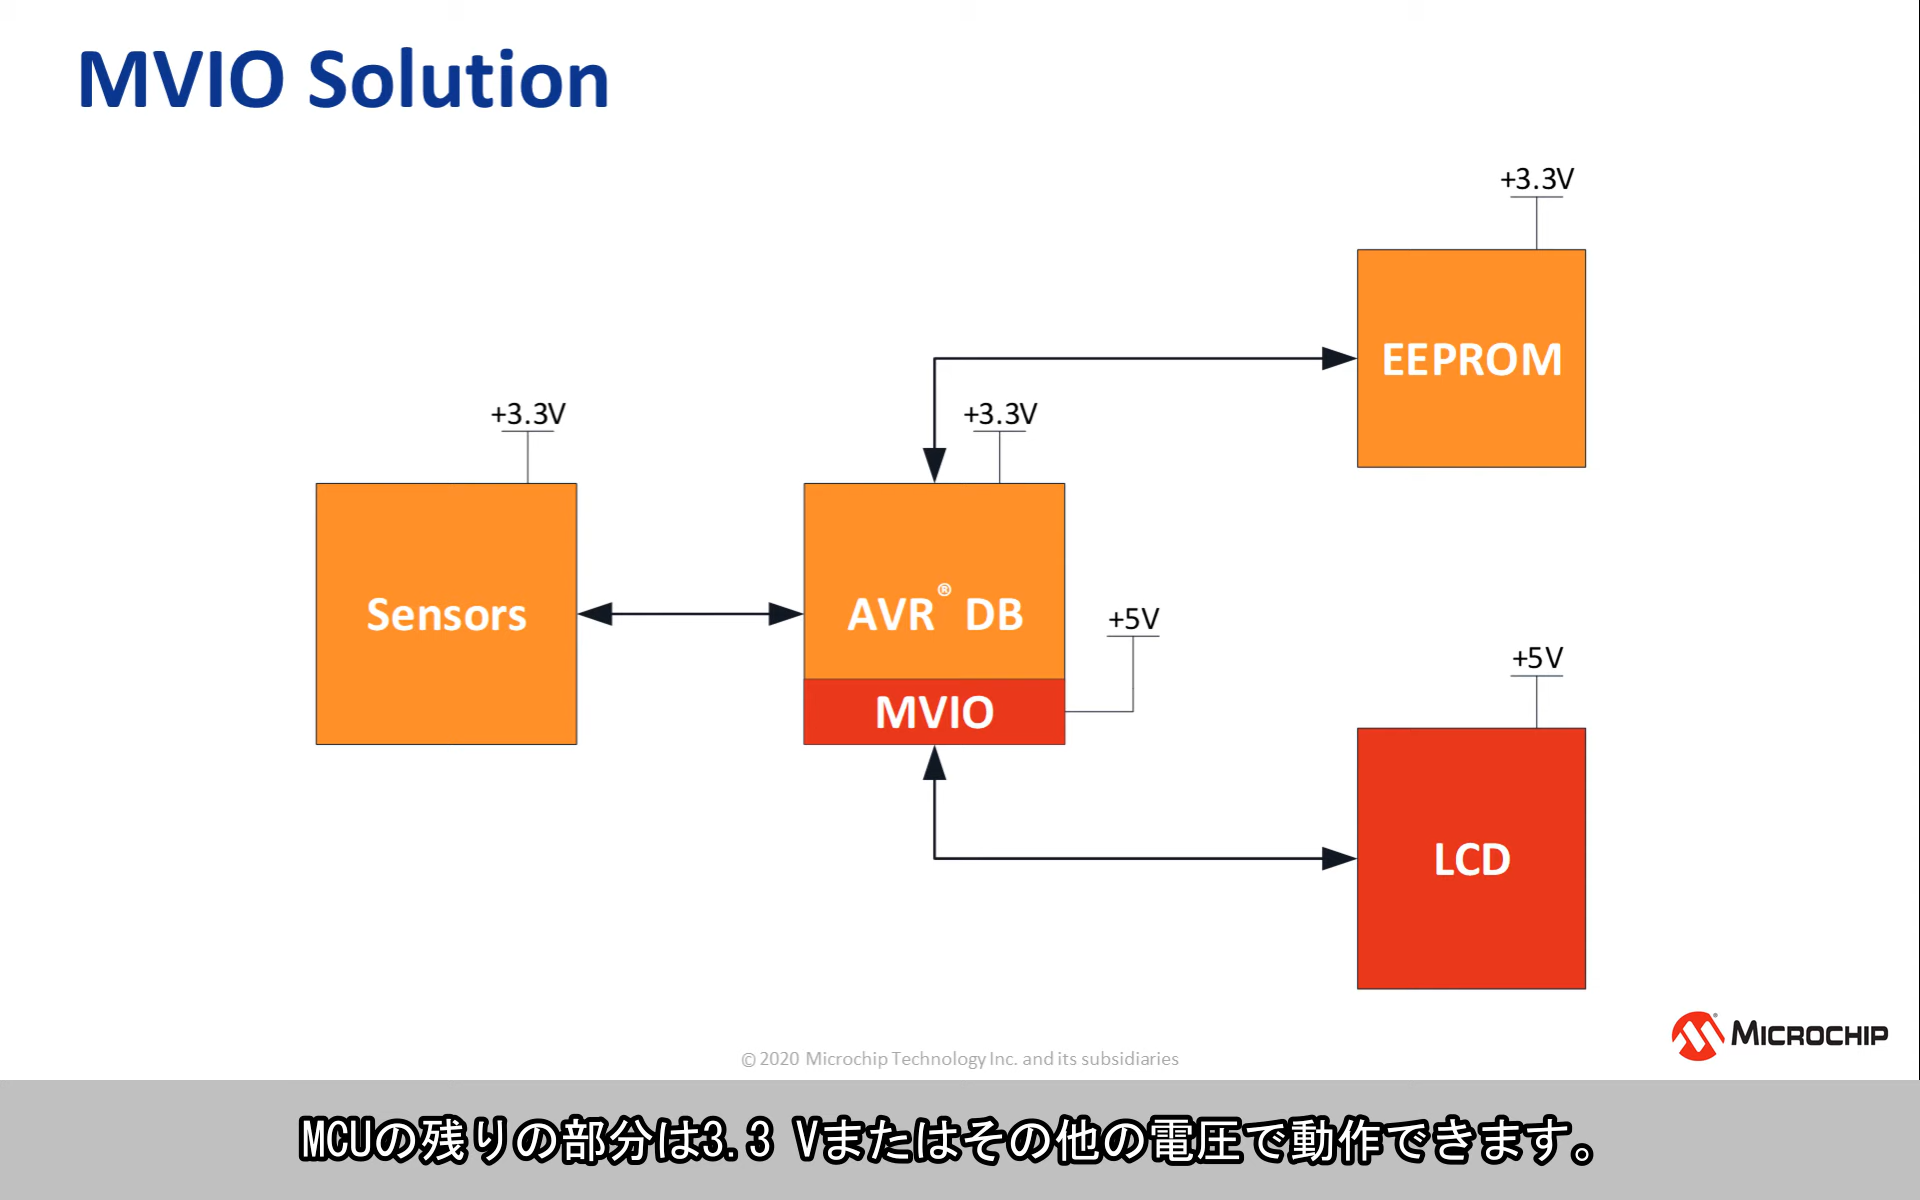 MVIO Solution
+3.3V
EEPROM
+3.3V
+3.3V
Sensors
AVR® DB
+5V
MVIO
+5V
LCD
MICROCHIP
© 2020 Microchip Technology Inc. and its subsidiaries
MCUの残りの部分は3.3 Vまたはその他の電圧で動作できます。